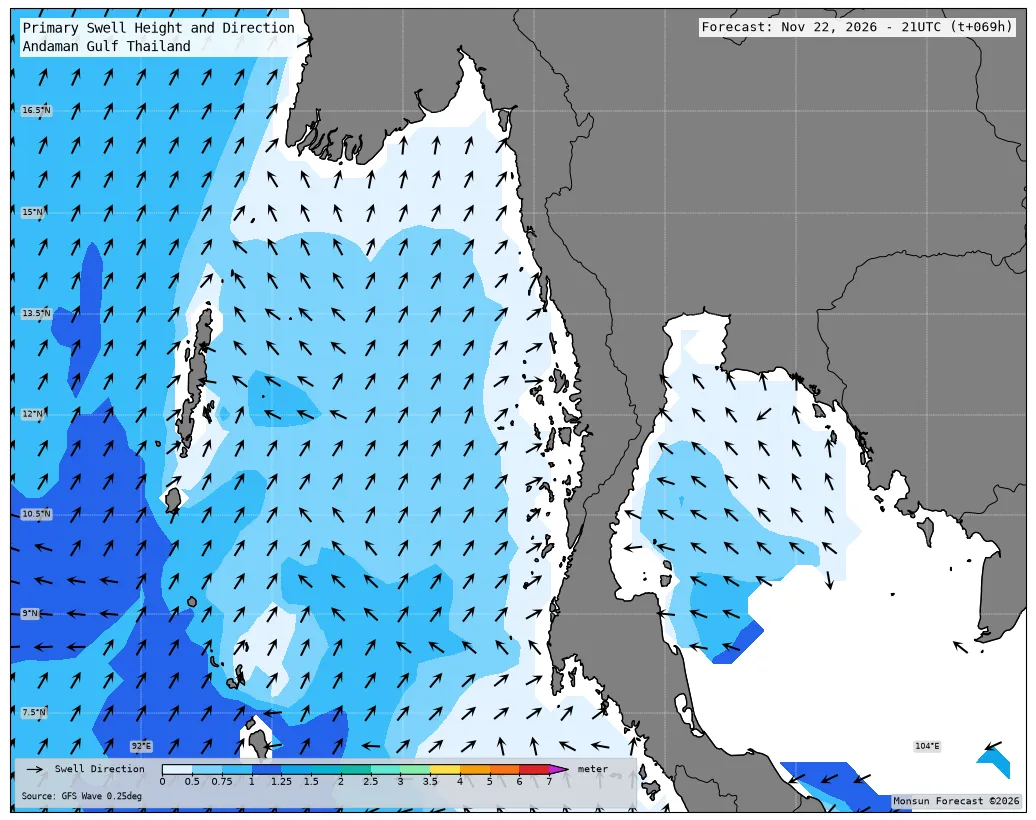 Primary Swell Height and Direction
Andaman Gulf Thailand
Forecast: Nov 22, 2026 - 21UTC (t+069h)
16.5°N
15°N
13.5°N
12°N
10.5°N
9°N
7.5°N
92°E
104°E
Swell Direction
0 0.5 0.75 1 1.25 1.5 2 2.5 3 3.5 4 4.5 5 6 7
meter
Source: GFS Wave 0.25deg
Monsun Forecast ©2026